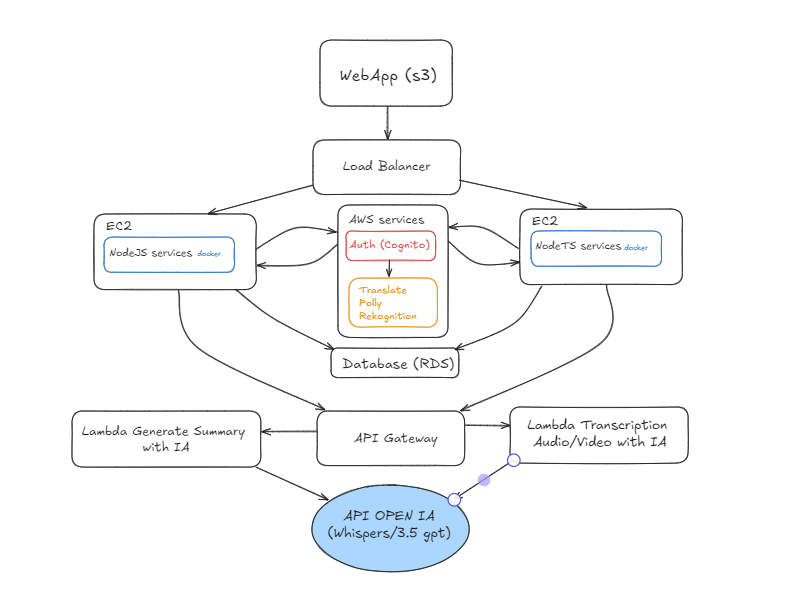 WebApp (s3)
Load Balancer
EC2
NodeJS services docker
AWS services
Auth (Cognito)
Translate
Polly
Rekognition
EC2
NodeTS services docker
Database (RDS)
Lambda Generate Summary
with IA
API Gateway
Lambda Transcription
Audio/Video with IA
API OPEN IA
(Whispers/3.5 gpt)